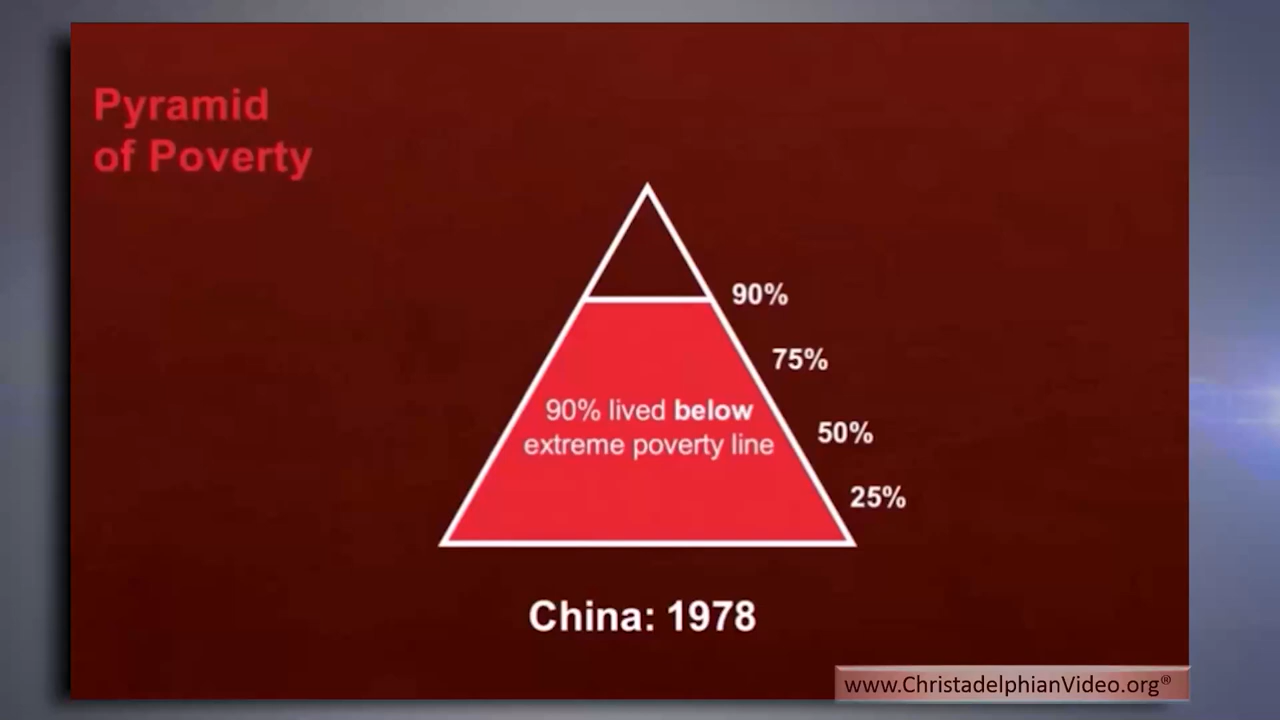 Pyramid
of Poverty
90%
75%
90% lived below
extreme poverty line
50%
25%
China: 1978
www.ChristadelphianVideo.org®